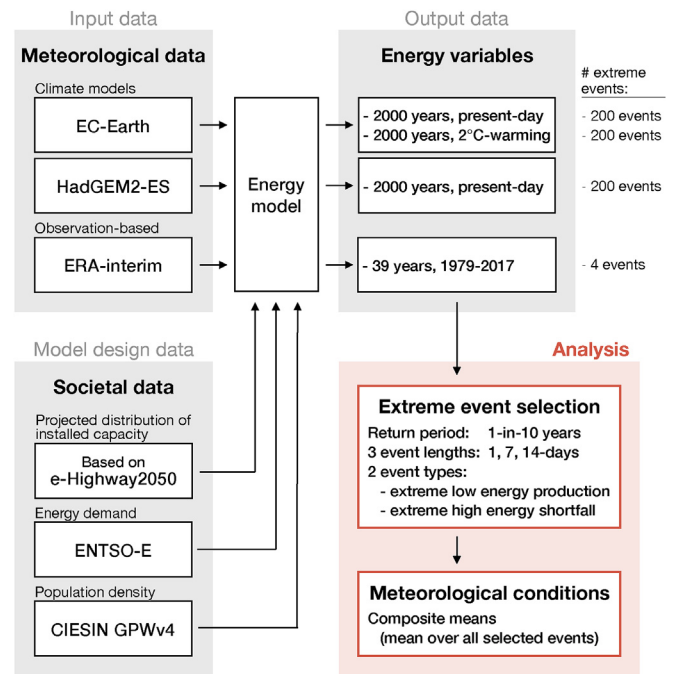 Input data
Meteorological data
Climate models
EC-Earth
HadGEM2-ES
Observation-based
ERA-interim
Energy
model
Output data
Energy variables
- 2000 years, present-day
- 2000 years, 2°C-warming
- 2000 years, present-day
- 39 years, 1979-2017
# extreme
events:
- 200 events
- 200 events
- 200 events
- 4 events
Model design data
Societal data
Projected distribution of
installed capacity
Based on
e-Highway2050
Energy demand
ENTSO-E
Population density
CIESIN GPWv4
Analysis
Extreme event selection
Return period: 1-in-10 years
3 event lengths: 1, 7, 14-days
2 event types:
- extreme low energy production
- extreme high energy shortfall
Meteorological conditions
Composite means
(mean over all selected events)